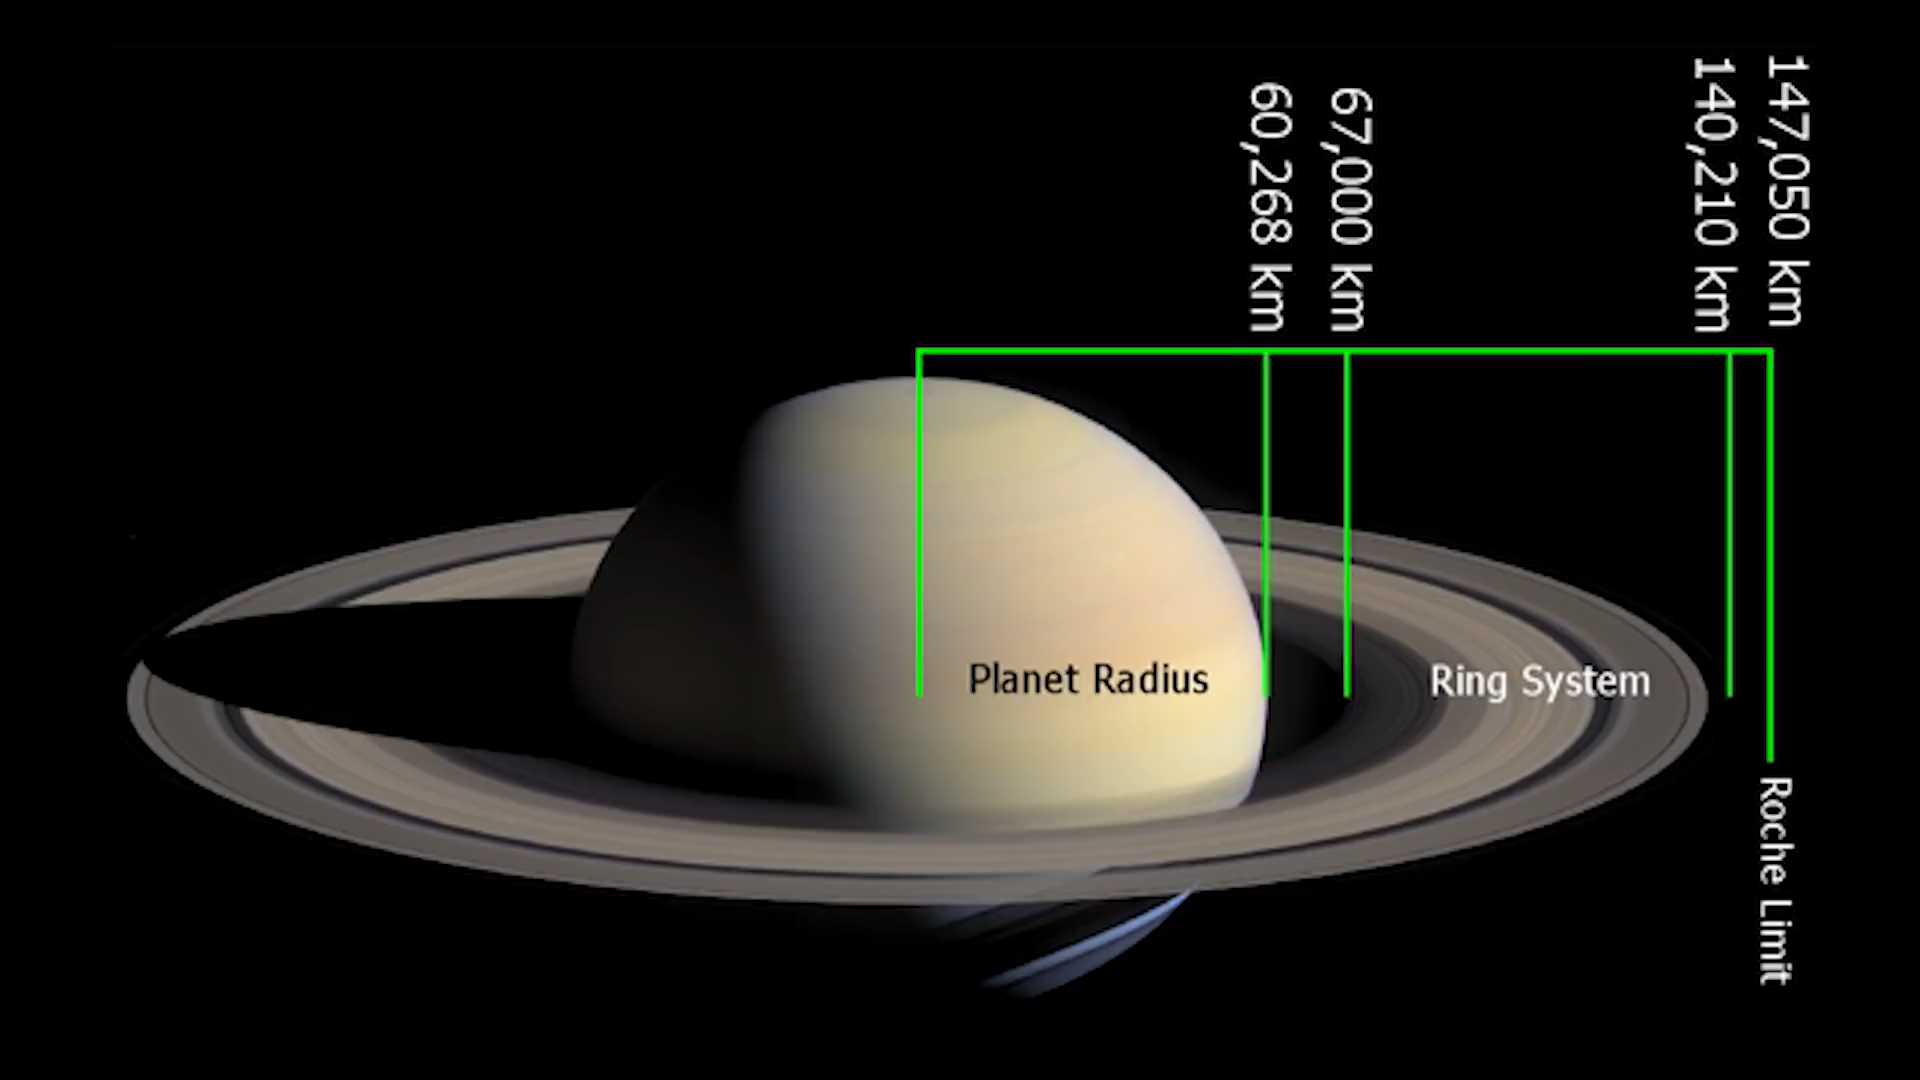 60,268 km
67,000 km
140,210 km
147,050 km
Planet Radius
Ring System
Roche Limit